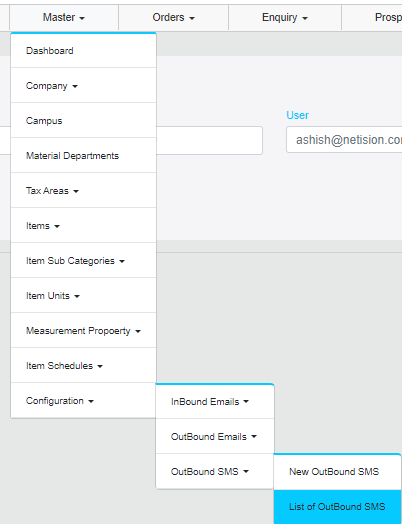 Master Orders Enquiry Prosp
Dashboard
Company
Campus
Material Departments
Tax Areas
Items
Item Sub Categories
Item Units
Measurement Propoerty
Item Schedules
Configuration
User
ashish@netision.co
InBound Emails
OutBound Emails
OutBound SMS
New OutBound SMS
List of OutBound SMS